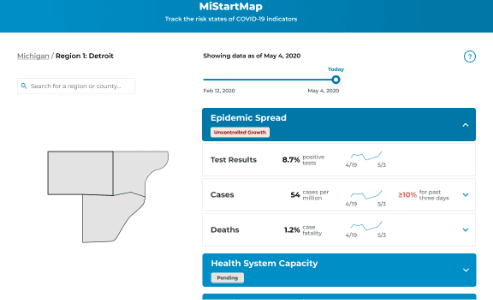 MiStartMap
Track the risk states of COVID-19 indicators
Michigan / Region 1: Detroit
Search for a region or county...
Showing data as of May 4, 2020
?
Today
Feb 12, 2020
May 4, 2020
Epidemic Spread
Uncontrolled Growth
Test Results
8.7% positive
tests
4/19
5/3
Cases
54 cases per
million
4/19
5/3
≥10% for past
three days
Deaths
1.2% case
fatality
4/19
5/3
Health System Capacity
Pending